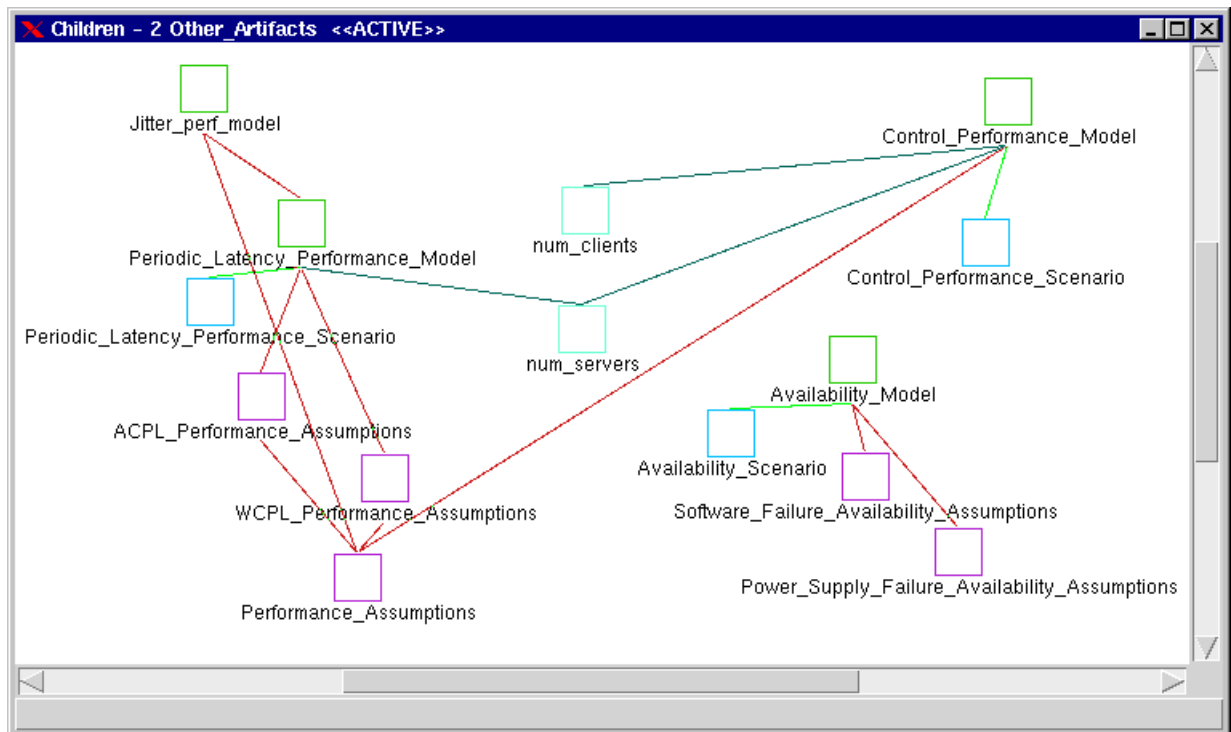 Children - 2 Other_Artifacts <<ACTIVE>>
Jitter_perf_model
Control_Performance_Model
num_clients
Periodic_Latency_Performance_Model
Control_Performance_Scenario
Periodic_Latency_Performance_Scenario
num_servers
Availability_Model
ACPL_Performance_Assumptions
Availability_Scenario
WCPL_Performance_Assumptions
Software_Failure_Availability_Assumptions
Power_Supply_Failure_Availability_Assumptions
Performance_Assumptions